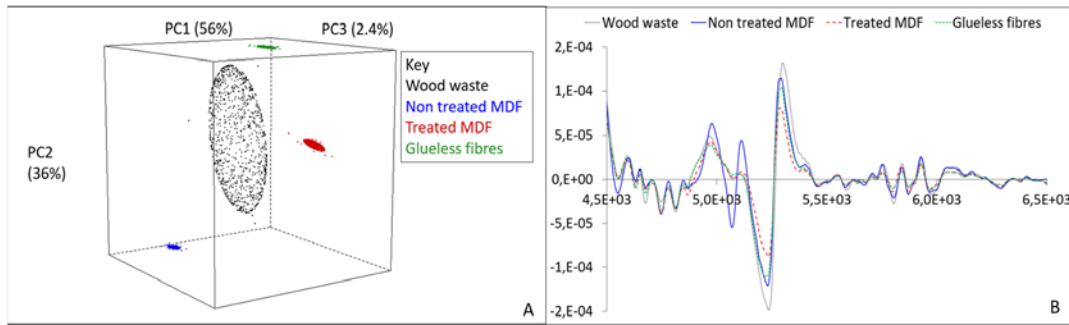 PC1 (56%)
PC3 (2.4%)
PC2
(36%)
Key
Wood waste
Non treated MDF
Treated MDF
Glueless fibres
A
Wood waste Non treated MDF Treated MDF Glueless fibres
2,E-04
1,E-04
5,E-05
0,E+00
-5,E-05
-1,E-04
-2,E-04
4,5E+03 5,0E+03 5,5E+03 6,0E+03 6,5E+03
B